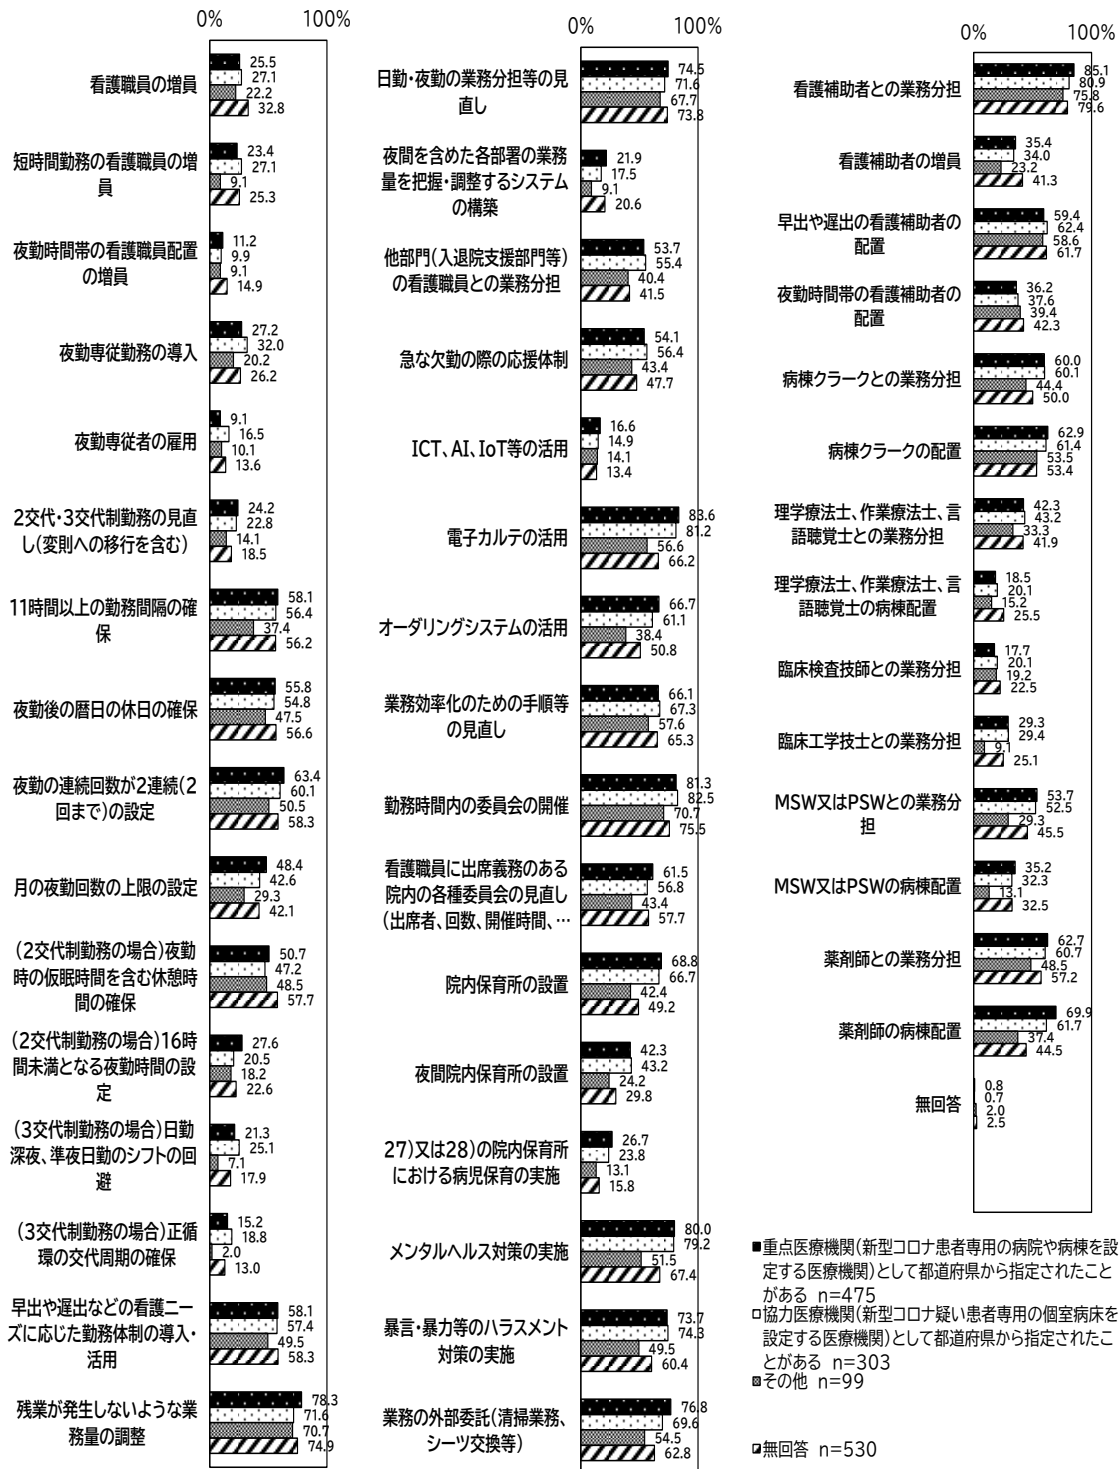 0% 100%
看護職員の増員
25.5
27.1
22.2
32.8
短時間勤務の看護職員の増
員
23.4
27.1
9.1
25.3
夜勤時間帯の看護職員配置
の増員
11.2
9.9
9.1
14.9
夜勤専従勤務の導入
27.2
32.0
20.2
26.2
夜勤専従者の雇用
9.1
16.5
10.1
13.6
2交代・3交代制勤務の見直
し(変則への移行を含む)
24.2
22.8
14.1
18.5
11時間以上の勤務間隔の確
保
58.1
56.4
37.4
56.2
夜勤後の暦日の休日の確保
55.8
54.8
47.5
56.6
夜勤の連続回数が2連続(2
回まで)の設定
63.4
60.1
50.5
58.3
月の夜勤回数の上限の設定
48.4
42.6
29.3
42.1
(2交代制勤務の場合)夜勤
時の仮眠時間を含む休憩時
間の確保
50.7
47.2
48.5
57.7
(2交代制勤務の場合)16時
間未満となる夜勤時間の設
定
27.6
20.5
18.2
22.6
(3交代制勤務の場合)日勤
深夜、準夜日勤のシフトの回
避
21.3
25.1
7.1
17.9
(3交代制勤務の場合)正循
環の交代周期の確保
15.2
18.8
2.0
13.0
早出や遅出などの看護ニー
ズに応じた勤務体制の導入・
活用
58.1
57.4
49.5
58.3
残業が発生しないような業
務量の調整
78.3
71.6
70.7
74.9
0% 100%
日勤・夜勤の業務分担等の見
直し
74.5
71.6
67.7
73.8
夜間を含めた各部署の業務
量を把握・調整するシステム
の構築
21.9
17.5
9.1
20.6
他部門(入退院支援部門等)
の看護職員との業務分担
53.7
55.4
40.4
41.5
急な欠勤の際の応援体制
54.1
56.4
43.4
47.7
ICT、AI、IoT等の活用
16.6
14.9
14.1
13.4
電子カルテの活用
83.6
81.2
56.6
66.2
オーダリングシステムの活用
66.7
61.1
38.4
50.8
業務効率化のための手順等
の見直し
66.1
67.3
57.6
65.3
勤務時間内の委員会の開催
81.3
82.5
70.7
75.5
看護職員に出席義務のある
院内の各種委員会の見直し
(出席者、回数、開催時間、…
61.5
56.8
43.4
57.7
院内保育所の設置
68.8
66.7
42.4
49.2
夜間院内保育所の設置
42.3
43.2
24.2
29.8
27)又は28)の院内保育所
における病児保育の実施
26.7
23.8
13.1
15.8
メンタルヘルス対策の実施
80.0
79.2
51.5
67.4
暴言・暴力等のハラスメント
対策の実施
73.7
74.3
49.5
60.4
業務の外部委託(清掃業務、
シーツ交換等)
76.8
69.6
54.5
62.8
0% 100%
看護補助者との業務分担
85.1
80.9
75.8
79.6
看護補助者の増員
35.4
34.0
23.2
41.3
早出や遅出の看護補助者の
配置
59.4
62.4
58.6
61.7
夜勤時間帯の看護補助者の
配置
36.2
37.6
39.4
42.3
病棟クラークとの業務分担
60.0
60.1
44.4
50.0
病棟クラークの配置
62.9
61.4
53.5
53.4
理学療法士、作業療法士、言
語聴覚士との業務分担
42.3
43.2
33.3
41.9
理学療法士、作業療法士、言
語聴覚士の病棟配置
18.5
20.1
15.2
25.5
臨床検査技師との業務分担
17.7
20.1
19.2
22.5
臨床工学技士との業務分担
29.3
29.4
9.1
25.1
MSW又はPSWとの業務分
担
53.7
52.5
29.3
45.5
MSW又はPSWの病棟配置
35.2
32.3
13.1
32.5
薬剤師との業務分担
62.7
60.7
48.5
57.2
薬剤師の病棟配置
69.9
61.7
37.4
44.5
無回答
0.8
0.7
2.0
2.5
重点医療機関(新型コロナ患者専用の病院や病棟を設
定する医療機関)として都道府県から指定されたこと
がある n=475
協力医療機関(新型コロナ疑い患者専用の個室病床を
設定する医療機関)として都道府県から指定されたこ
とがある n=303
その他 n=99
無回答 n=530